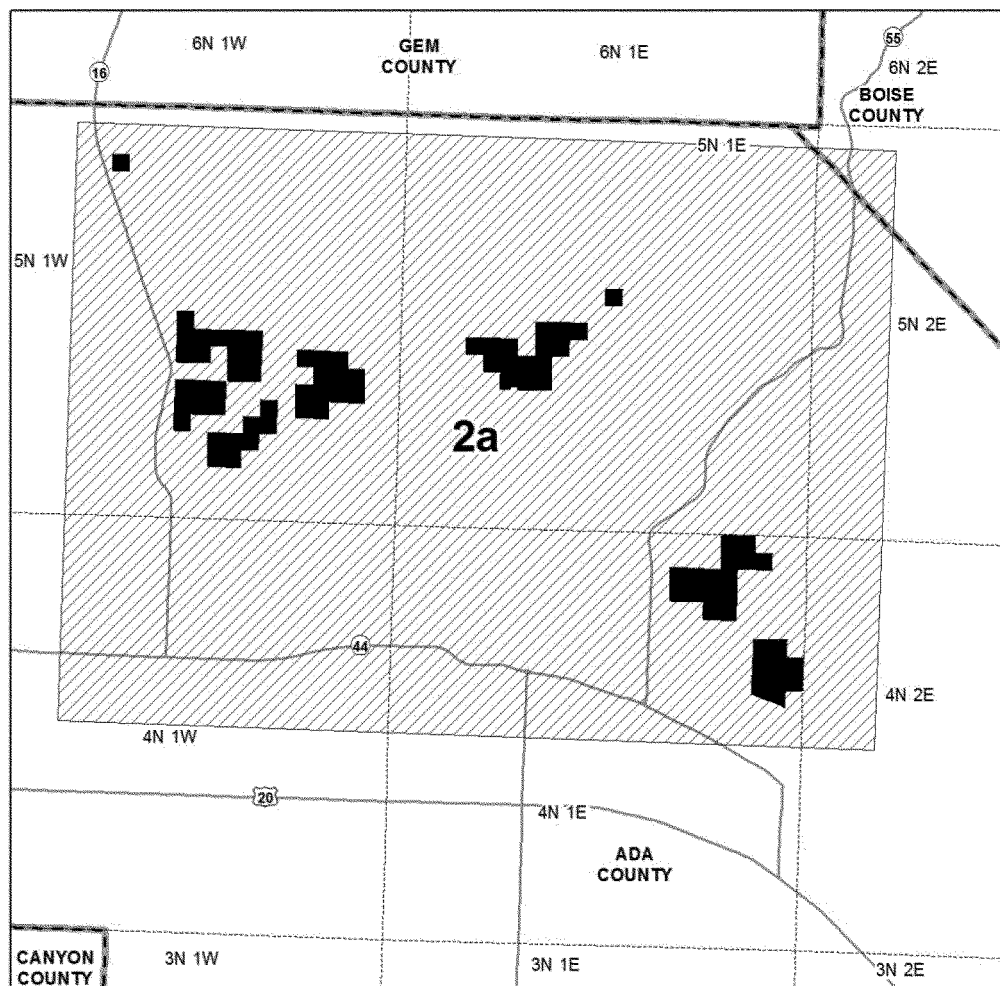 6N 1W
GEM
COUNTY
6N 1E
55
6N 2E
16
BOISE
COUNTY
5N 1E
5N 1W
5N 2E
2a
44
4N 2E
4N 1W
20
4N 1E
ADA
COUNTY
CANYON
COUNTY
3N 1W
3N 1E
3N 2E